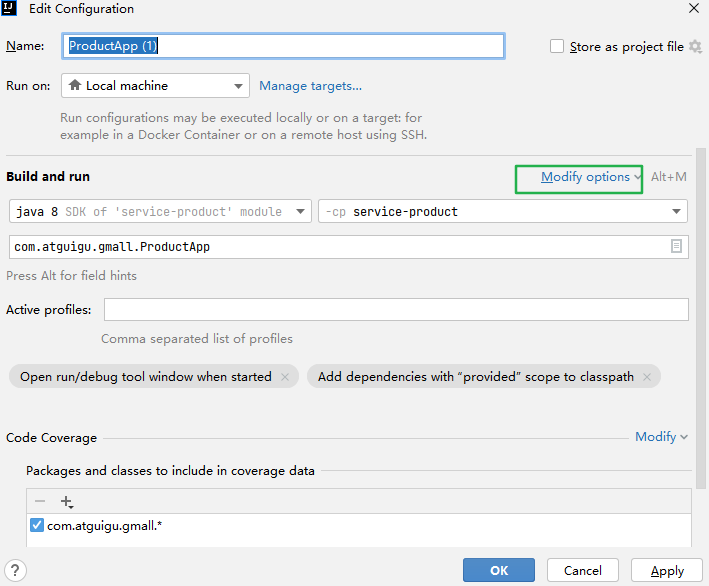 IJ
Edit Configuration
Name: ProductApp (1) Store as project file
Run on: Local machine Manage targets...
Run configurations may be executed locally or on a target: for
example in a Docker Container or on a remote host using SSH.
Build and run Modify options Alt+M
java 8 SDK of 'service-product' module -cp service-product
com.atguigu.gmall.ProductApp
Press Alt for field hints
Active profiles:
Comma separated list of profiles
Open run/debug tool window when started × Add dependencies with “provided” scope to classpath ×
Code Coverage Modify
Packages and classes to include in coverage data
com.atguigu.gmall.*
? OK Cancel Apply